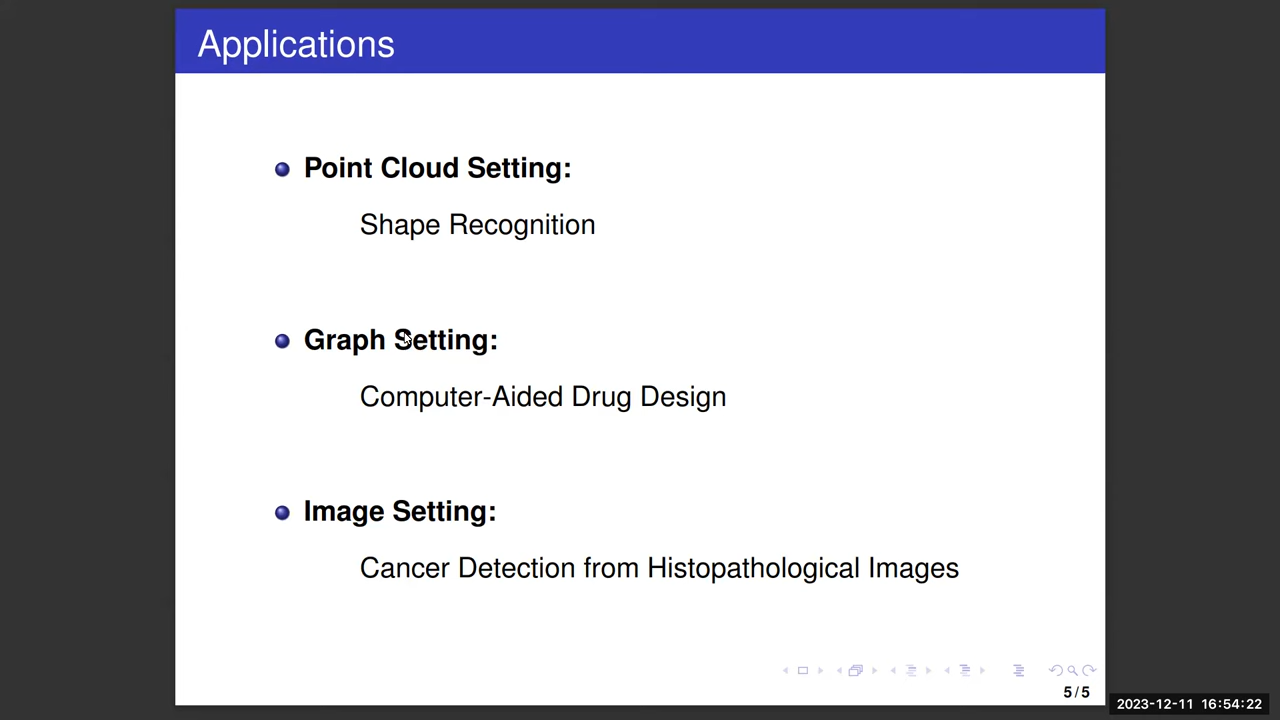 Applications
Point Cloud Setting:
Shape Recognition
Graph Setting:
Computer-Aided Drug Design
Image Setting:
Cancer Detection from Histopathological Images
5/5
2023-12-11 16:54:22